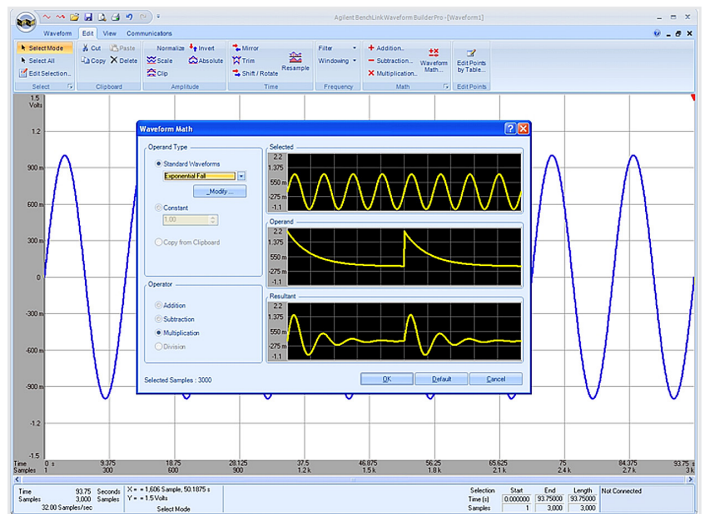 Agilent BenchLink Waveform Builder Pro - [Waveform1]
Waveform Edit View Communications
Select Mode Cut Paste Normalize Invert Mirror Filter Addition...
Select All Copy Delete Scale Absolute Trim Resample Windowing Subtraction... Waveform Math... Edit Points by Table...
Edit Selection... Clip Shift / Rotate Multiplication...
Select Clipboard Amplitude Time Frequency Math Edit Points
1.5
Volts
1.2
900 m
600 m
300 m
0
-300 m
-600 m
-900 m
-1.2
-1.5
Waveform Math
Operand Type
Standard Waveforms
Exponential Fall
_Modify...
Constant
1.00
Copy from Clipboard
Operator
Addition
Subtraction
Multiplication
Division
Selected Samples : 3000
Selected
2.2
1.375
550 m
-275 m
-1.1
Operand
2.2
1.375
550 m
-275 m
-1.1
Resultant
2.2
1.375
550 m
-275 m
-1.1
OK Default Cancel
Time 0 s 9.375 18.75 28.125 37.5 46.875 56.25 65.625 75 84.375 93.75 s
Samples 1 300 600 900 1.2 k 1.5 k 1.8 k 2.1 k 2.4 k 2.7 k 3 k
Time 93.75 Seconds X = = 1,606 Sample, 50.1875 s Selection Start End Length Not Connected
Samples 3,000 Samples Y = = 1.5 Volts Time (s) 0.000000 93.75000 93.75000
32.00 Samples/sec Select Mode Samples 1 3,000 3,000